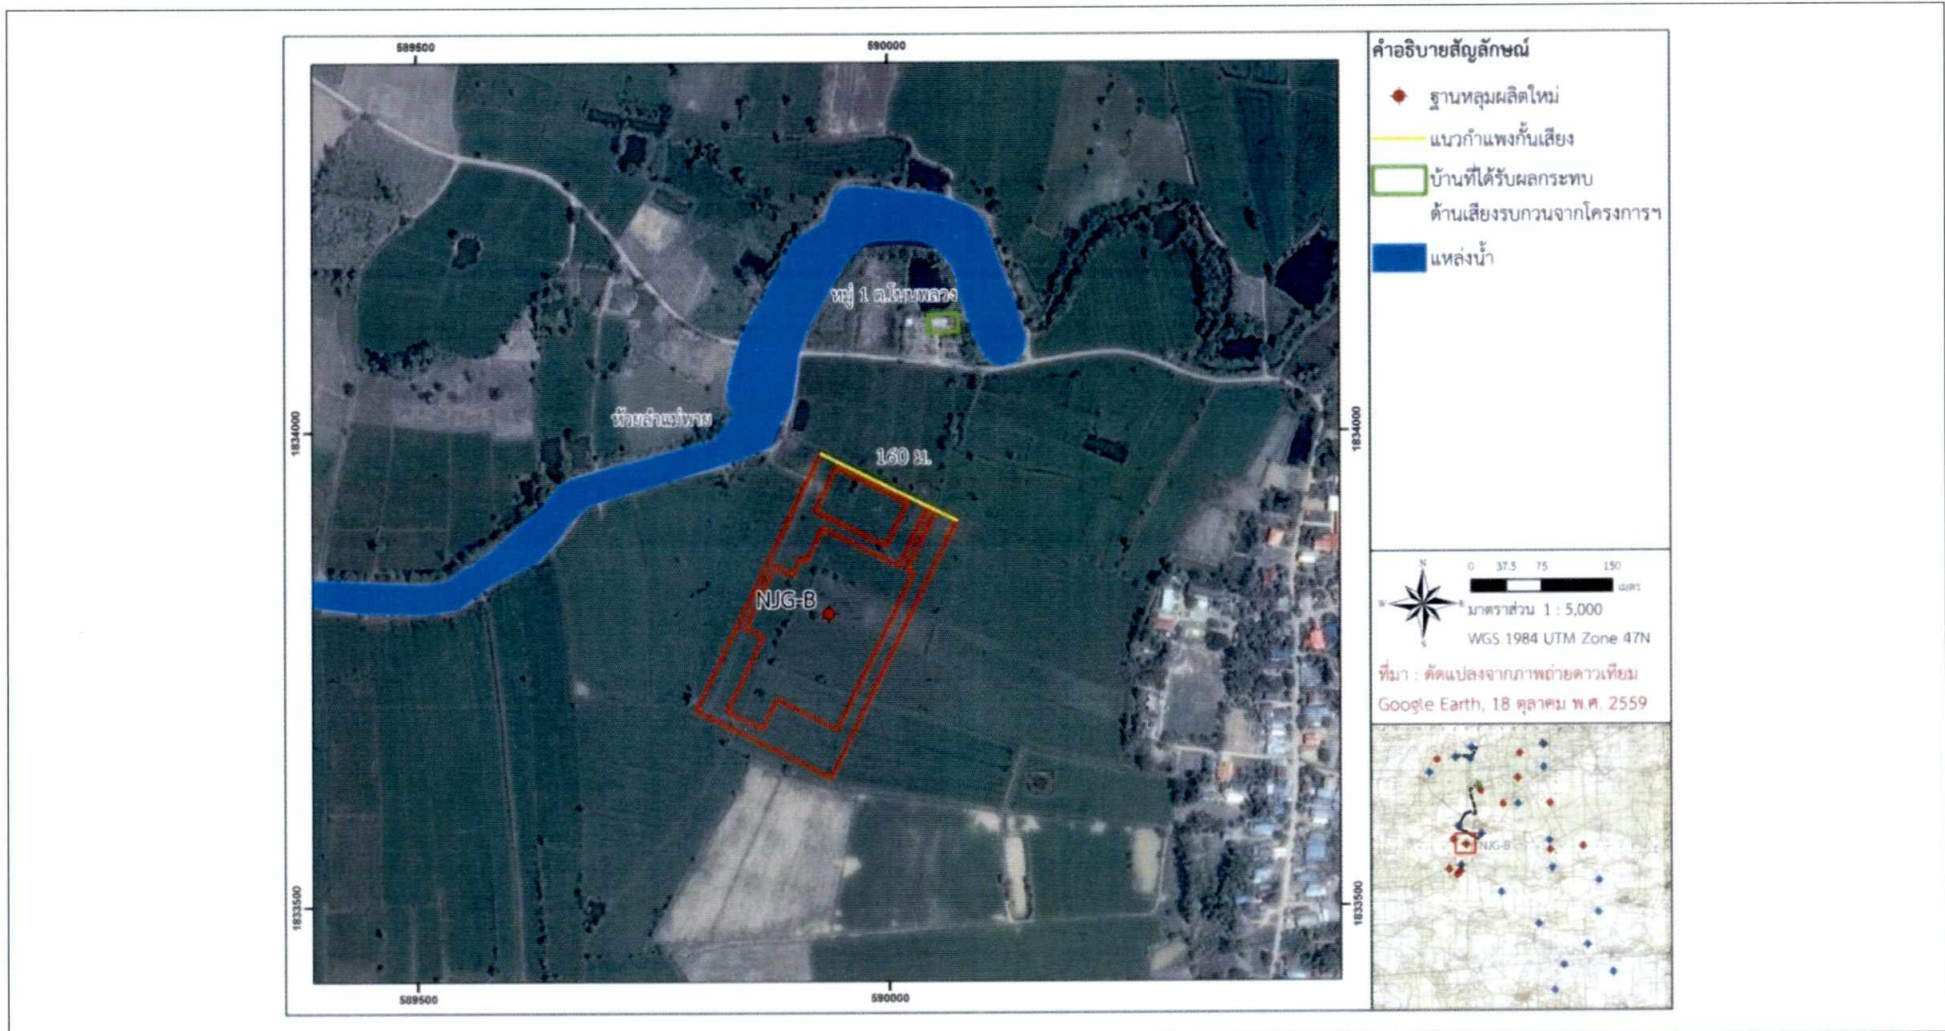 589500
590000
คำอธิบายสัญลักษณ์
ฐานหลุมผลิตใหม่
แนวกำแพงกั้นเสียง
บ้านที่ได้รับผลกระทบ
ด้านเสียงรบกวนจากโครงการฯ
แหล่งน้ำ
หมู่ 1 ต.โนนพลวง
ห้วยลำแม่พาย
1834000
1834000
160 ม.
NJG-B
N
W
E
S
0 37.5 75 150
เมตร
มาตราส่วน 1 : 5,000
WGS 1984 UTM Zone 47N
ที่มา : ดัดแปลงจากภาพถ่ายดาวเทียม
Google Earth, 18 ตุลาคม พ.ศ. 2559
NJG-B
1833500
1833500
589500
590000